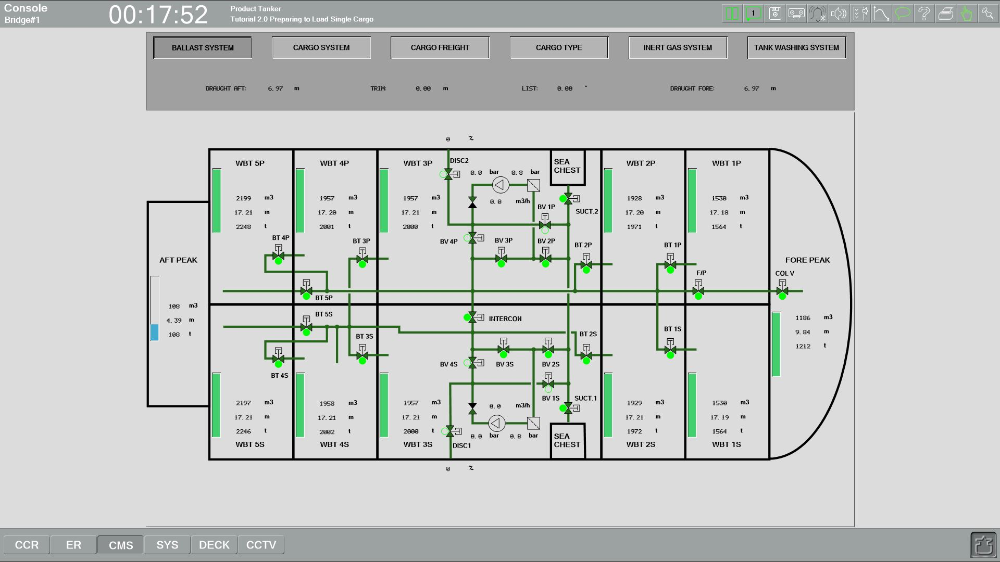 Console
Bridge#1
00:17:52
Product Tanker
Tutorial 2.0 Preparing to Load Single Cargo
1
BALLAST SYSTEM CARGO SYSTEM CARGO FREIGHT CARGO TYPE INERT GAS SYSTEM TANK WASHING SYSTEM
DRAUGHT AFT: 6.97 m TRIM: 0.00 m LIST: 0.00 ° DRAUGHT FORE: 6.97 m
0 %
WBT 5P WBT 4P WBT 3P DISC2 SEA CHEST WBT 2P WBT 1P
0.0 bar 0.8 bar
2199 m3 1957 m3 1957 m3 0.0 m3/h 1928 m3 1530 m3
17.21 m 17.20 m 17.21 m BV 1P SUCT.2 17.20 m 17.18 m
2248 t 2001 t 2000 t 1971 t 1564 t
BT 4P BT 3P BV 4P BV 3P BV 2P BT 2P BT 1P
AFT PEAK FORE PEAK
F/P COL V
BT 5P
108 m3
4.39 m
108 t
BT 5S INTERCON 1186 m3
BT 3S BT 2S BT 1S 9.84 m
1212 t
BT 4S BV 4S BV 3S BV 2S
BV 1S SUCT.1
2197 m3 1958 m3 1957 m3 0.0 m3/h 1929 m3 1530 m3
17.21 m 17.21 m 17.21 m 17.21 m 17.19 m
2246 t 2002 t 2000 t 0.0 bar 0.8 bar 1972 t 1564 t
WBT 5S WBT 4S WBT 3S DISC1 SEA CHEST WBT 2S WBT 1S
0 %
CCR ER CMS SYS DECK CCTV